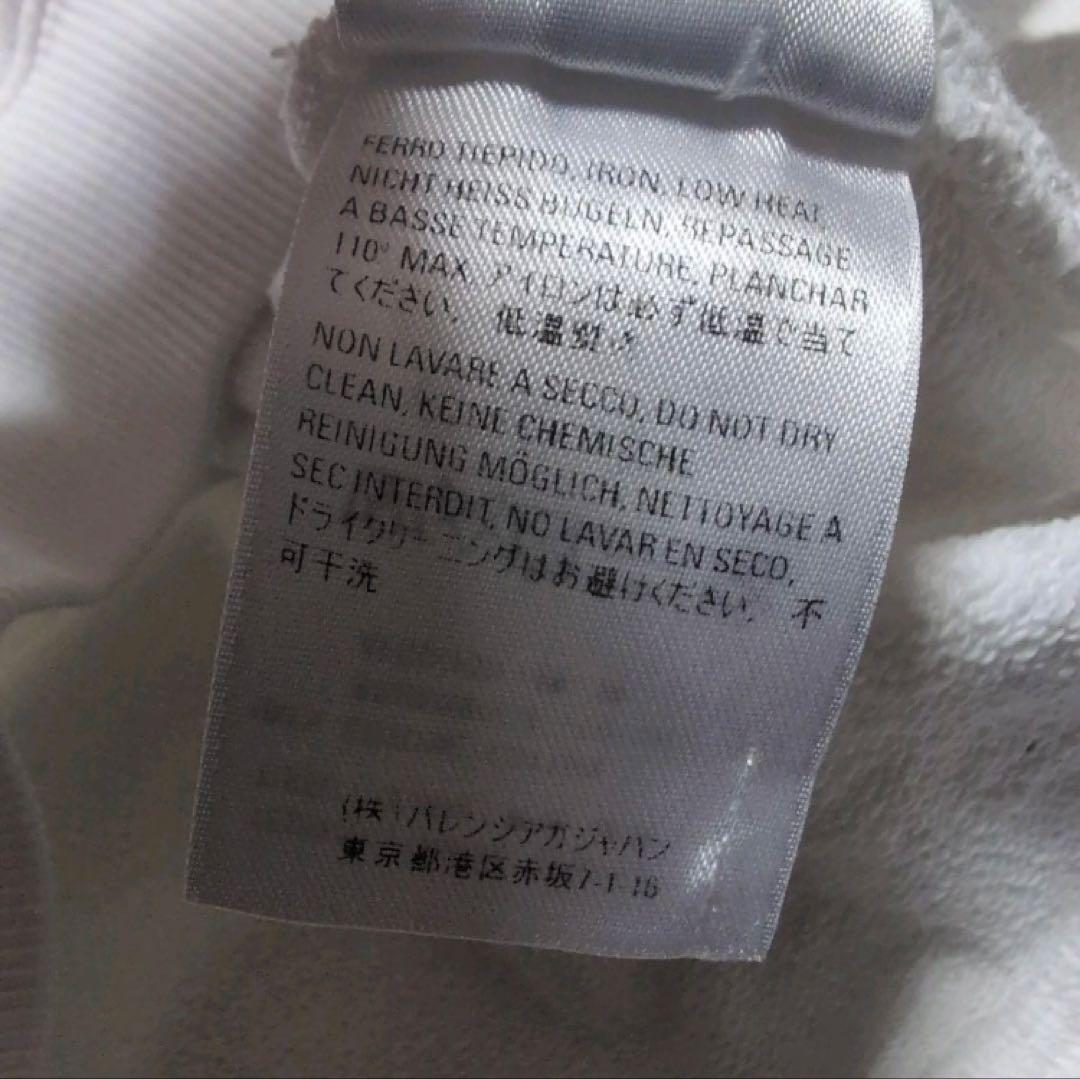 FERRO TIEPIDO, IRON, LOW HEAT
NICHT HEISS BÜGELN, REPASSAGE
A BASSE TEMPERATURE, PLANCHAR
110° MAX, アイロンは必ず低温で当て
てください, 低温熨
NON LAVARE A SECCO, DO NOT DRY
CLEAN, KEINE CHEMISCHE
REINIGUNG MÖGLICH, NETTOYAGE A
SEC INTERDIT, NO LAVAR EN SECO,
ドライクリーニングはお避けください, 不
可干洗
(株)バレンシアガジャパン
東京都港区赤坂7-1-16